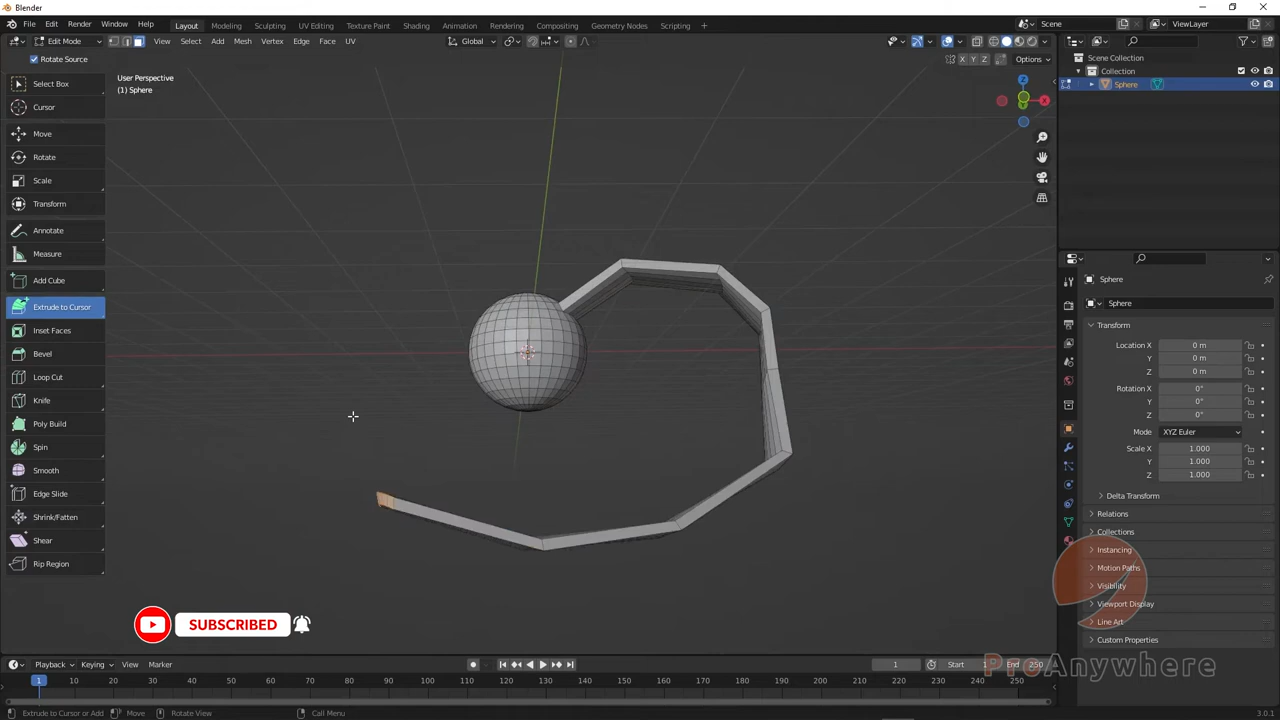 Blender
File Edit Render Window Help Layout Modeling Sculpting UV Editing Texture Paint Shading Animation Rendering Compositing Geometry Nodes Scripting + Scene ViewLayer
Edit Mode View Select Add Mesh Vertex Edge Face UV Global
Rotate Source X Y Z Options
Scene Collection
Collection
Sphere
User Perspective
(1) Sphere
Select Box
Cursor
Move
Rotate
Scale
Transform
Annotate
Measure
Add Cube
Extrude to Cursor
Inset Faces
Bevel
Loop Cut
Knife
Poly Build
Spin
Smooth
Edge Slide
Shrink/Fatten
Shear
Rip Region
Z
X
Y
Sphere
Sphere
Transform
Location X 0 m
Y 0 m
Z 0 m
Rotation X 0°
Y 0°
Z 0°
Mode XYZ Euler
Scale X 1.000
Y 1.000
Z 1.000
Delta Transform
Relations
Collections
Instancing
Motion Paths
Visibility
Viewport Display
Line Art
Custom Properties
SUBSCRIBED
Playback Keying View Marker 1 Start 1 End 250
ProAnywhere
1 10 20 30 40 50 60 70 80 90 100 110 120 130 140 150 160 170 180 190 200 210 220 230 240 250
Extrude to Cursor or Add Move Rotate View Call Menu 3.0.1